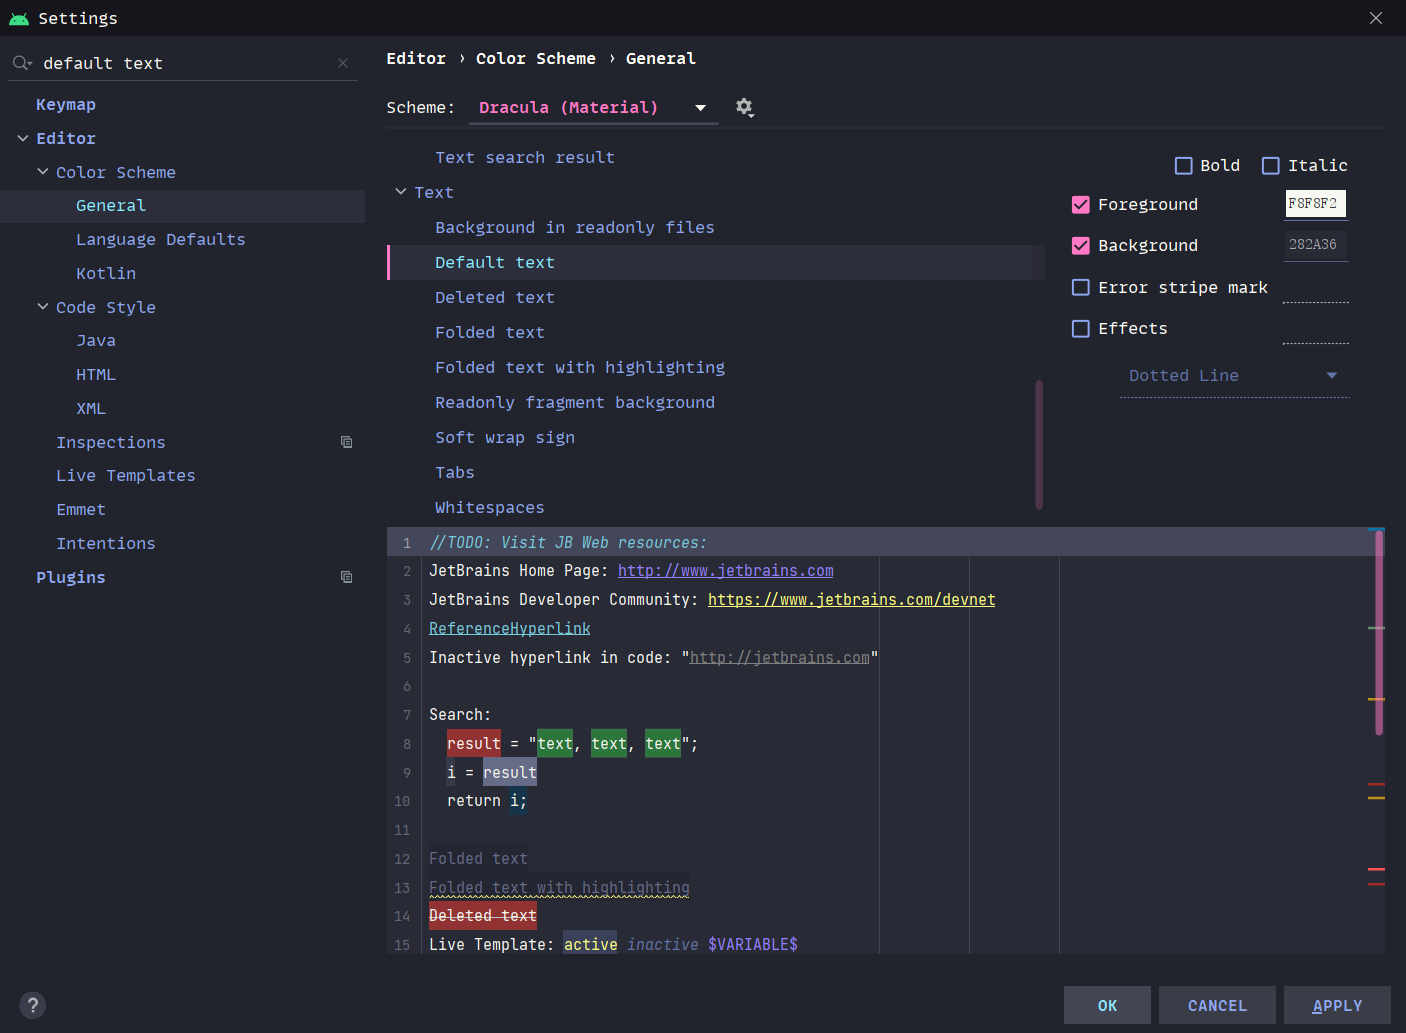 Settings
default text
Keymap
Editor
Color Scheme
General
Language Defaults
Kotlin
Code Style
Java
HTML
XML
Inspections
Live Templates
Emmet
Intentions
Plugins
Editor › Color Scheme › General
Scheme: Dracula (Material)
Text search result
Text
Background in readonly files
Default text
Deleted text
Folded text
Folded text with highlighting
Readonly fragment background
Soft wrap sign
Tabs
Whitespaces
Bold Italic
Foreground F8F8F2
Background 282A36
Error stripe mark
Effects
Dotted Line
1 //TODO: Visit JB Web resources:
2 JetBrains Home Page: http://www.jetbrains.com
3 JetBrains Developer Community: https://www.jetbrains.com/devnet
4 ReferenceHyperlink
5 Inactive hyperlink in code: "http://jetbrains.com"
6
7 Search:
8 result = "text, text, text";
9 i = result
10 return i;
11
12 Folded text
13 Folded text with highlighting
14 Deleted text
15 Live Template: active inactive $VARIABLE$
?
OK CANCEL APPLY